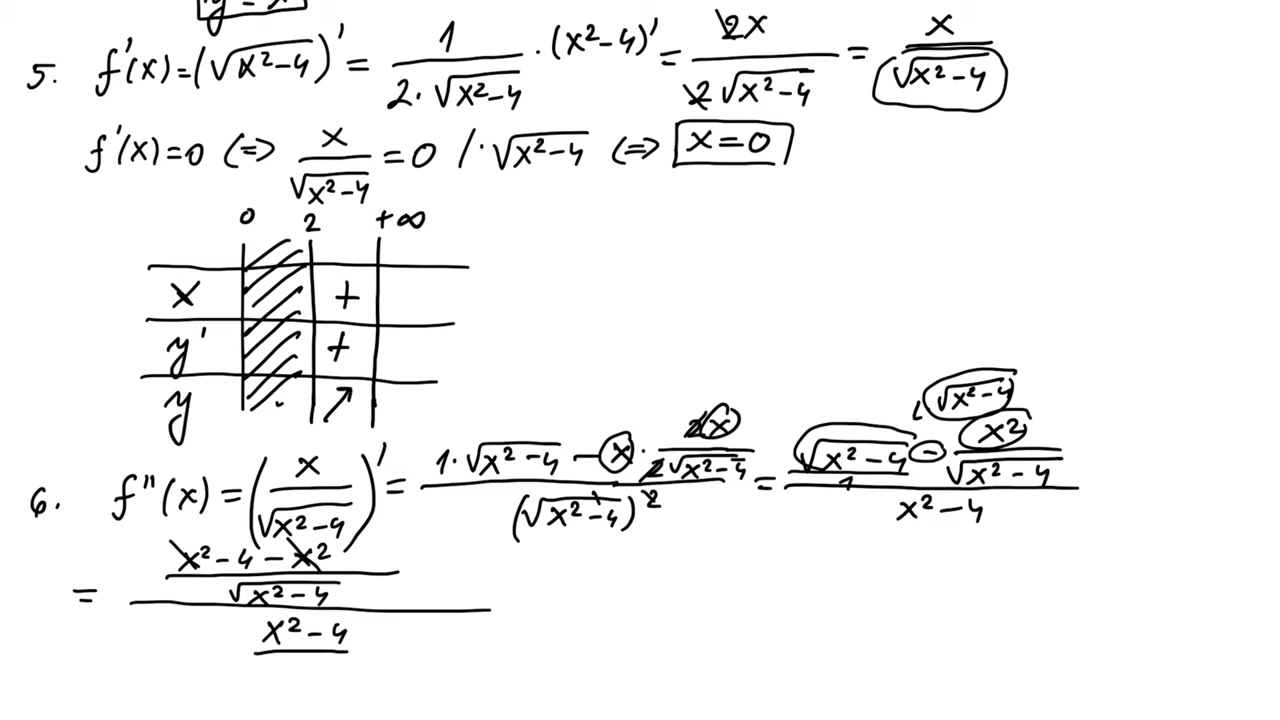 y = x
5. f'(x)=(√(x²-4))' = 1/(2·√(x²-4)) · (x²-4)' = 2x/(2√(x²-4)) = x/√(x²-4)
f'(x)=0 (=> x/√(x²-4) = 0 /·√(x²-4) (=> x=0
0 2 +∞
x +
y' +
y ↗
6. f"(x) = (x/√(x²-4))' = (1·√(x²-4) - x · 2x/(2√(x²-4)))/(√(x²-4))² = (√(x²-4)/1 - x²/√(x²-4))/(x²-4)
√(x²-4)
= ((x²-4-x²)/√(x²-4))/(x²-4)